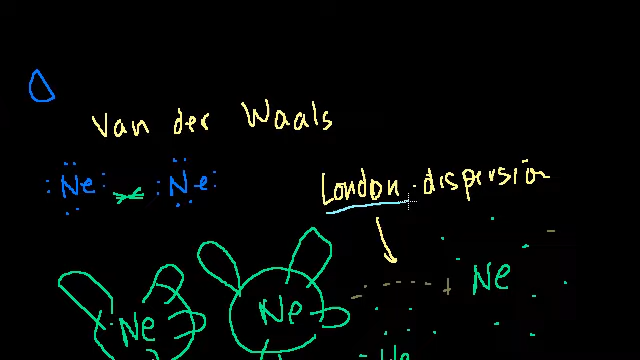 Van der Waals
:Ne: :Ne:
London dispersion
Ne
Ne
Ne